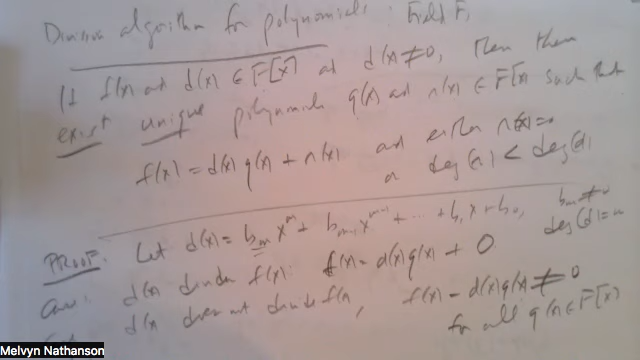 Division algorithm for polynomials: Field F,
If f(x) and d(x) ∈ F[x] and d(x) ≠ 0, Then there
exist unique polynomials q(x) and r(x) ∈ F[x] such that
f(x) = d(x) q(x) + r(x) and either r(x) = 0
or deg(r) < deg(d).
PROOF. Let d(x) = b_m x^m + b_{m-1} x^{m-1} + ... + b_1 x + b_0, b_m ≠ 0
deg(d) = m
Case: d(x) divides f(x): f(x) = d(x)q(x) + 0
d(x) does not divide f(x), f(x) - d(x)q(x) ≠ 0
for all q(x) ∈ F[x]
Melvyn Nathanson